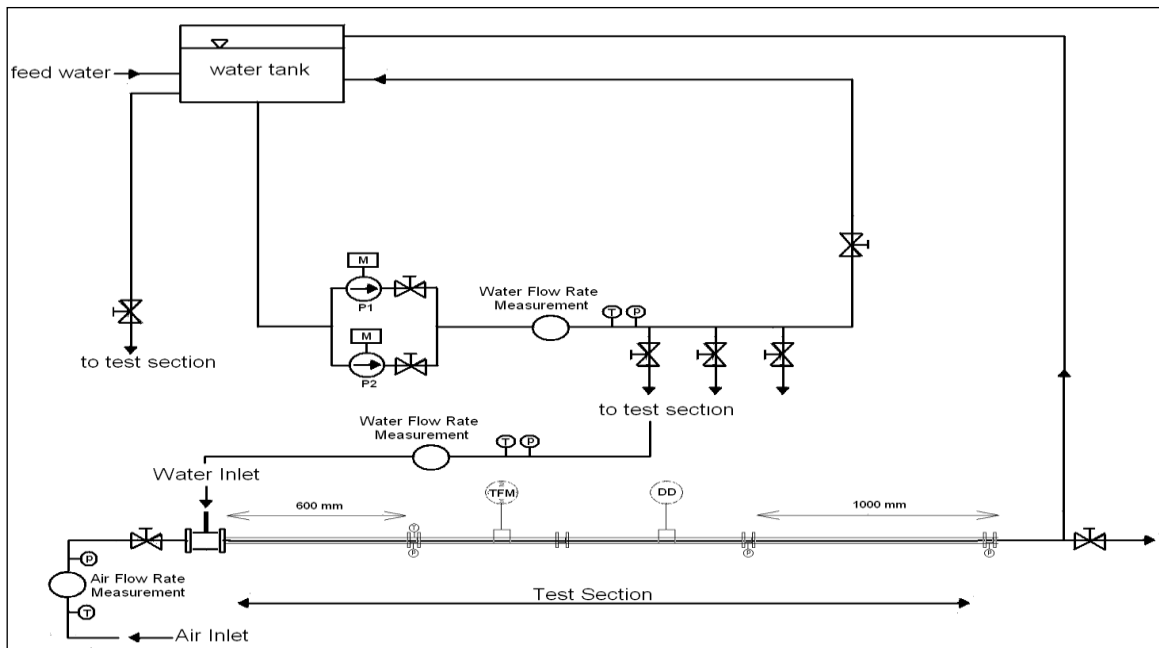 feed water
water tank
M
P1
M
P2
Water Flow Rate
Measurement
T
P
to test section
to test section
Water Flow Rate
Measurement
T
P
Water Inlet
600 mm
TFM
DD
1000 mm
T
P
P
P
P
Air Flow Rate
Measurement
T
Test Section
Air Inlet